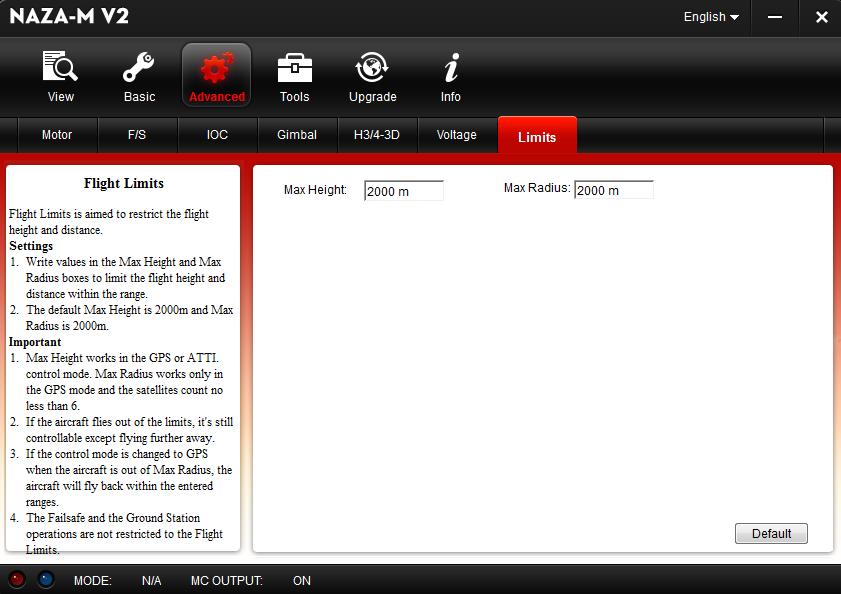 NAZA-M V2
English
View
Basic
Advanced
Tools
Upgrade
Info
Motor
F/S
IOC
Gimbal
H3/4-3D
Voltage
Limits
Flight Limits
Flight Limits is aimed to restrict the flight
height and distance.
Settings
1. Write values in the Max Height and Max
Radius boxes to limit the flight height and
distance within the range.
2. The default Max Height is 2000m and Max
Radius is 2000m.
Important
1. Max Height works in the GPS or ATTI.
control mode. Max Radius works only in
the GPS mode and the satellites count no
less than 6.
2. If the aircraft flies out of the limits, it's still
controllable except flying further away.
3. If the control mode is changed to GPS
when the aircraft is out of Max Radius, the
aircraft will fly back within the entered
ranges.
4. The Failsafe and the Ground Station
operations are not restricted to the Flight
Limits.
Max Height: 2000 m
Max Radius: 2000 m
Default
MODE: N/A MC OUTPUT: ON